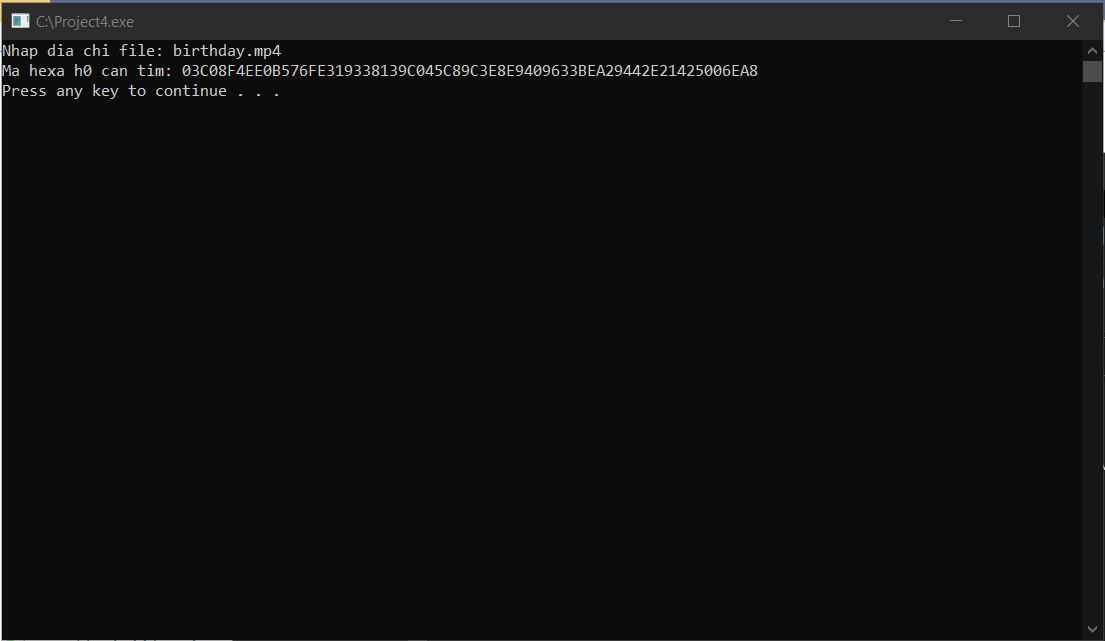 C:\Project4.exe
Nhap dia chi file: birthday.mp4
Ma hexa h0 can tim: 03C08F4EE0B576FE319338139C045C89C3E8E9409633BEA29442E21425006EA8
Press any key to continue . . .